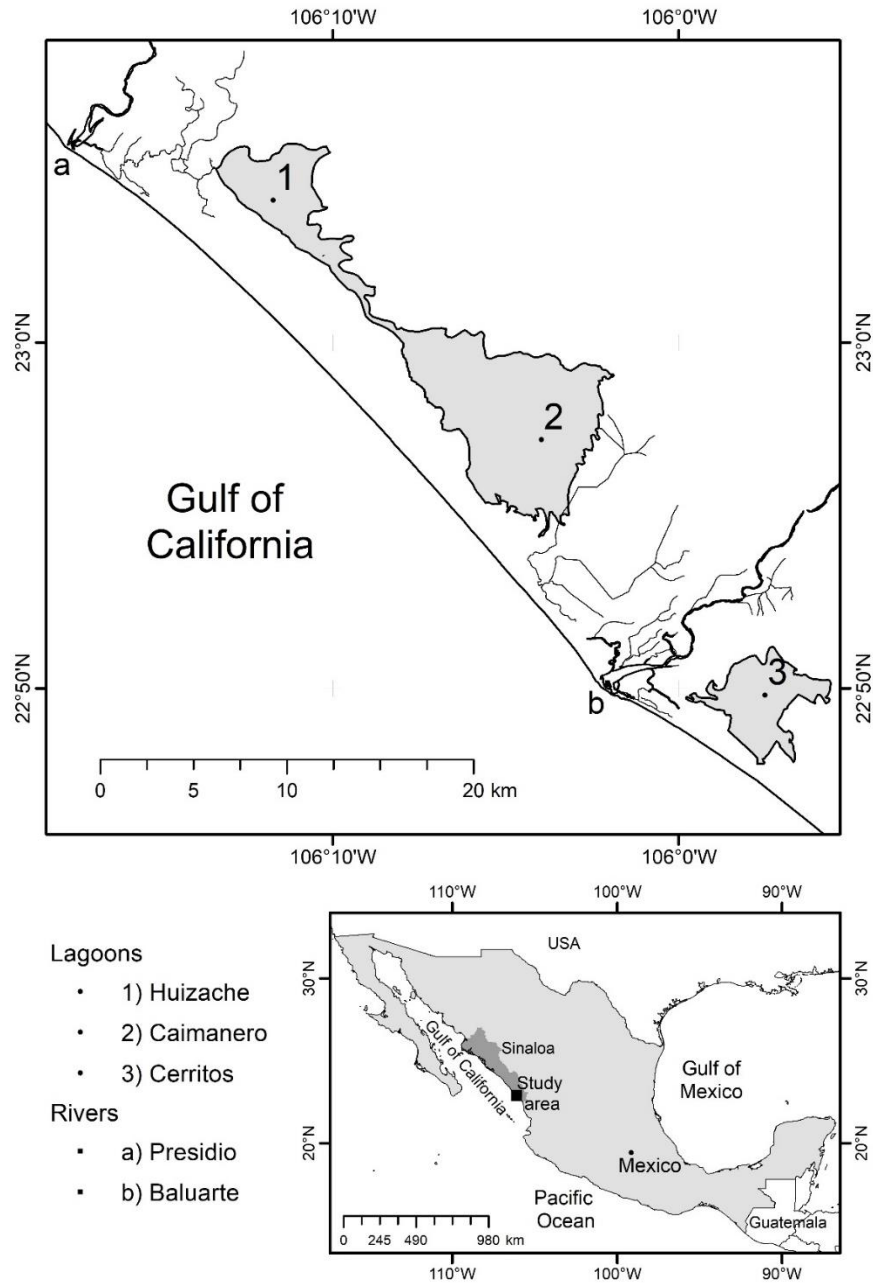 106°10'W
106°0'W
a
1
23°0'N
23°0'N
2
Gulf of
California
22°50'N
22°50'N
3
b
0
5
10
20 km
106°10'W
106°0'W
110°W
100°W
90°W
Lagoons
1) Huizache
2) Caimanero
3) Cerritos
Rivers
a) Presidio
b) Baluarte
USA
30°N
30°N
Gulf of California
Sinaloa
Study
area
Gulf of
Mexico
20°N
20°N
Mexico
Pacific
Ocean
Guatemala
0 245 490 980 km
110°W
100°W
90°W